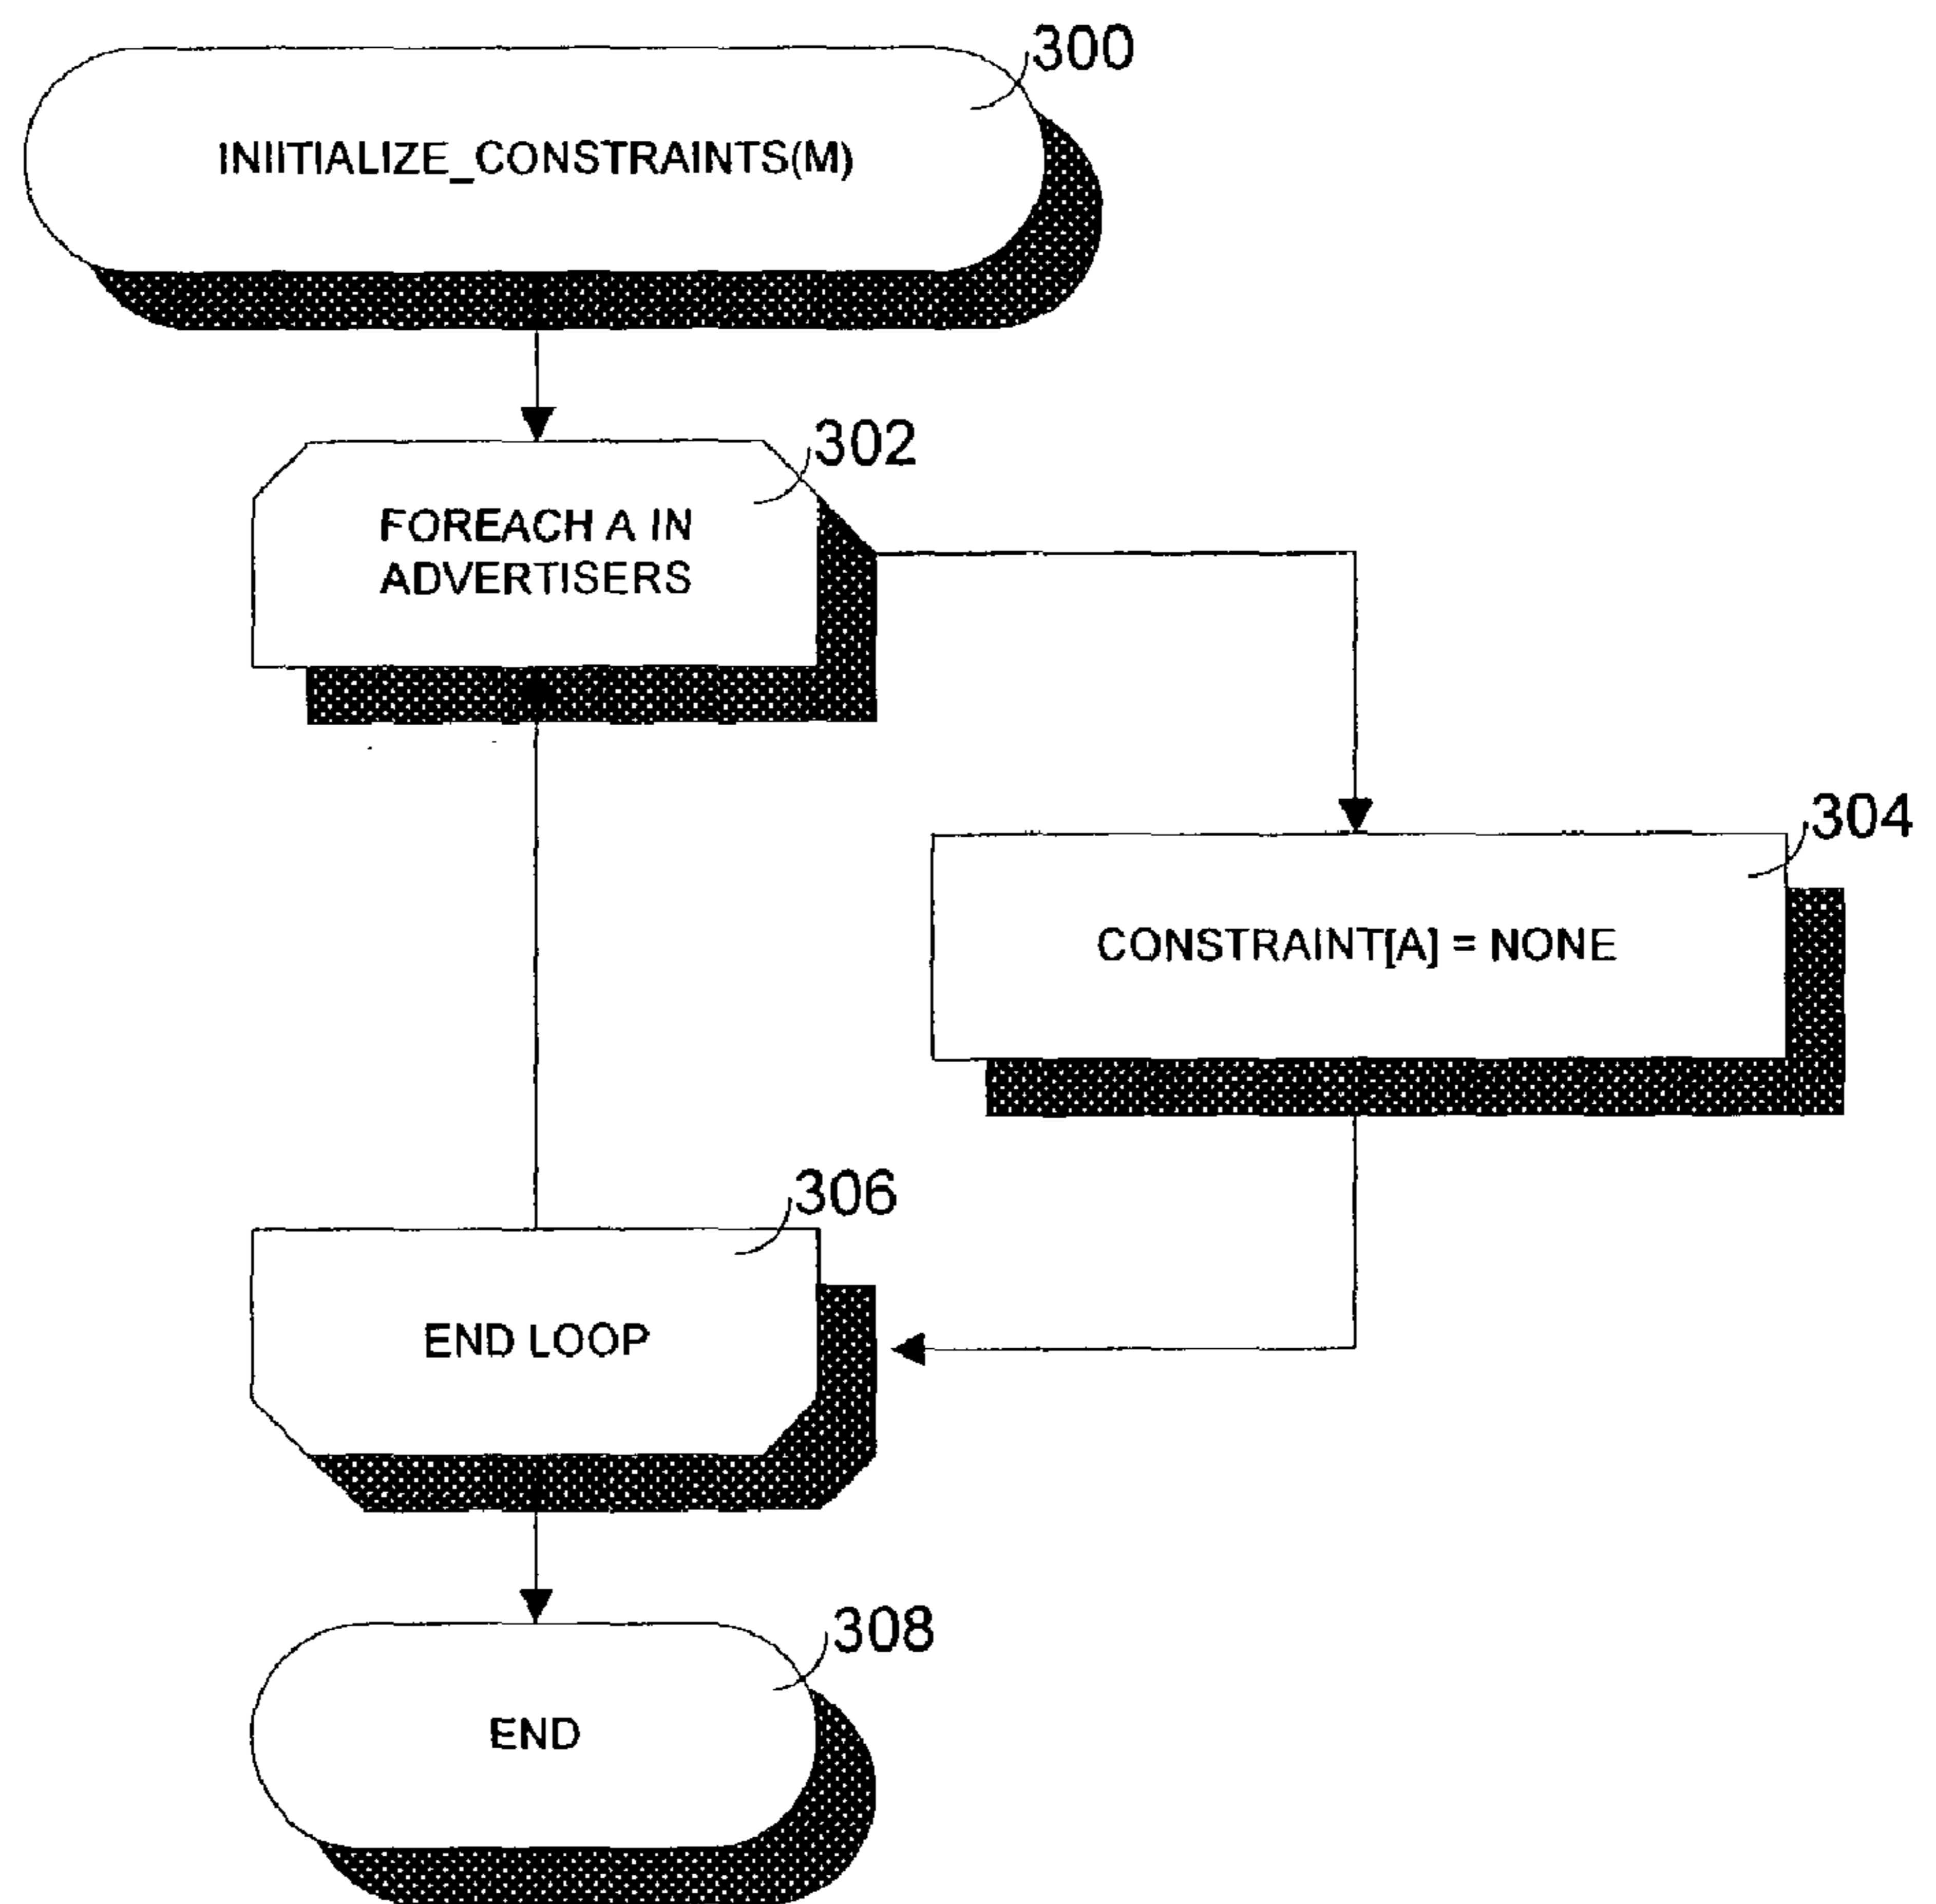 300
INIITIALIZE_CONSTRAINTS(M)
302
FOREACH A IN
ADVERTISERS
304
CONSTRAINT[A] = NONE
306
END LOOP
308
END